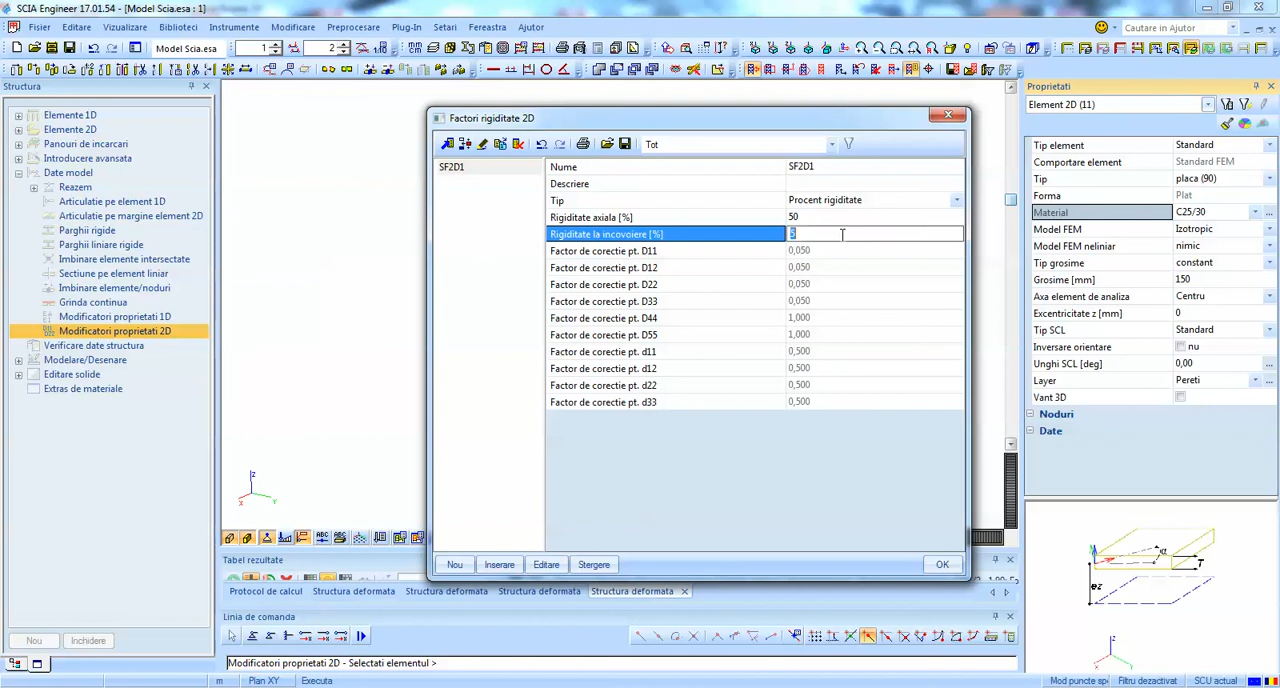 SCIA Engineer 17.01.54 - [Model Scia.esa : 1]
Fisier Editare Vizualizare Biblioteci Instrumente Modificare Preprocesare Plug-In Setari Fereastra Ajutor
Cautare in Ajutor
Model Scia.esa 1 2
Structura
Elemente 1D
Elemente 2D
Panouri de incarcari
Introducere avansata
Date model
Reazem
Articulatie pe element 1D
Articulatie pe margine element 2D
Parghii rigide
Parghii liniare rigide
Imbinare elemente intersectate
Sectiune pe element liniar
Imbinare elemente/noduri
Grinda continua
Modificatori proprietati 1D
Modificatori proprietati 2D
Verificare date structura
Modelare/Desenare
Editare solide
Extras de materiale
Nou Inchidere
Factori rigiditate 2D
Tot
SF2D1
Nume SF2D1
Descriere
Tip Procent rigiditate
Rigiditate axiala [%] 50
Rigiditate la incovoiere [%] 5
Factor de corectie pt. D11 0,050
Factor de corectie pt. D12 0,050
Factor de corectie pt. D22 0,050
Factor de corectie pt. D33 0,050
Factor de corectie pt. D44 1,000
Factor de corectie pt. D55 1,000
Factor de corectie pt. d11 0,500
Factor de corectie pt. d12 0,500
Factor de corectie pt. d22 0,500
Factor de corectie pt. d33 0,500
Nou Inserare Editare Stergere OK
Proprietati
Element 2D (11)
Tip element Standard
Comportare element Standard FEM
Tip placa (90)
Forma Plat
Material C25/30
Model FEM Izotropic
Model FEM neliniar nimic
Tip grosime constant
Grosime [mm] 150
Axa element de analiza Centru
Excentricitate z [mm] 0
Tip SCL Standard
Inversare orientare nu
Unghi SCL [deg] 0,00
Layer Pereti
Vant 3D
Noduri
Date
Z
X
Y
ABC
Tabel rezultate
Protocol de calcul Structura deformata Structura deformata Structura deformata Structura deformata
Linia de comanda
Modificatori proprietati 2D - Selectati elementul >
α
T
ez
z
x
Y
m Plan XY Executa Mod puncte sp Filtru dezactivat SCU actual